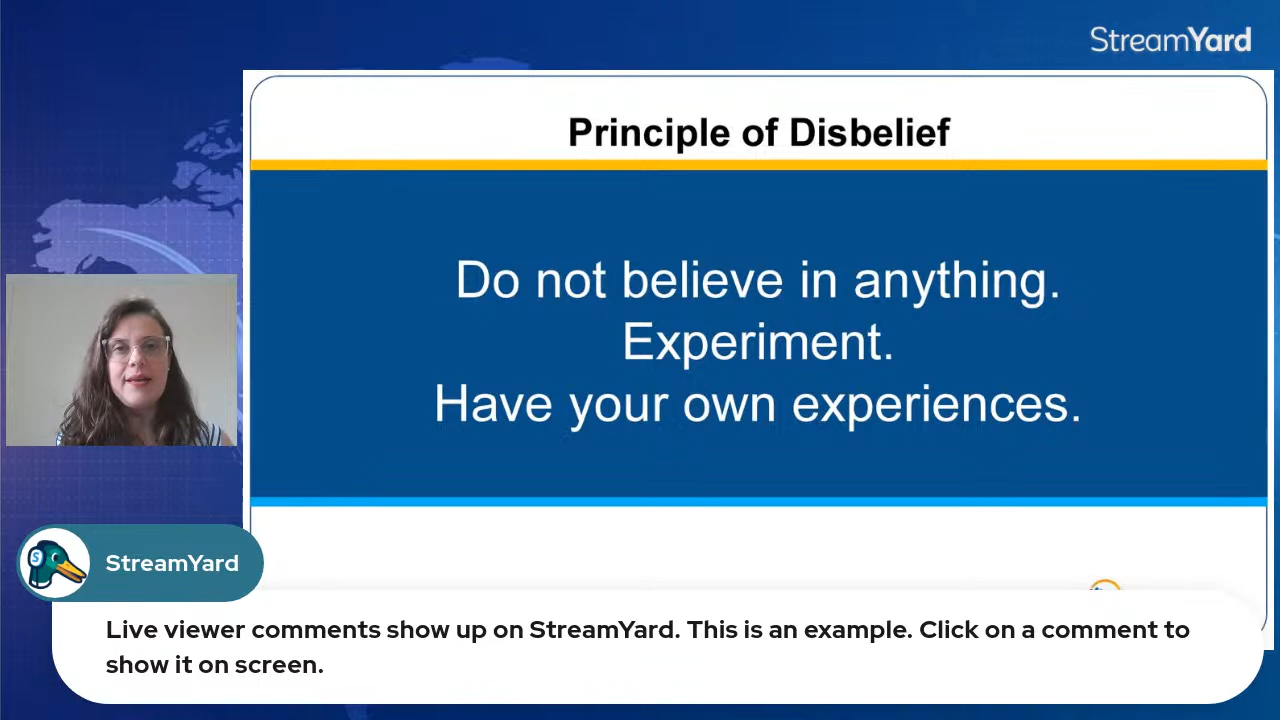 StreamYard
Principle of Disbelief
Do not believe in anything.
Experiment.
Have your own experiences.
StreamYard
Live viewer comments show up on StreamYard. This is an example. Click on a comment to
show it on screen.